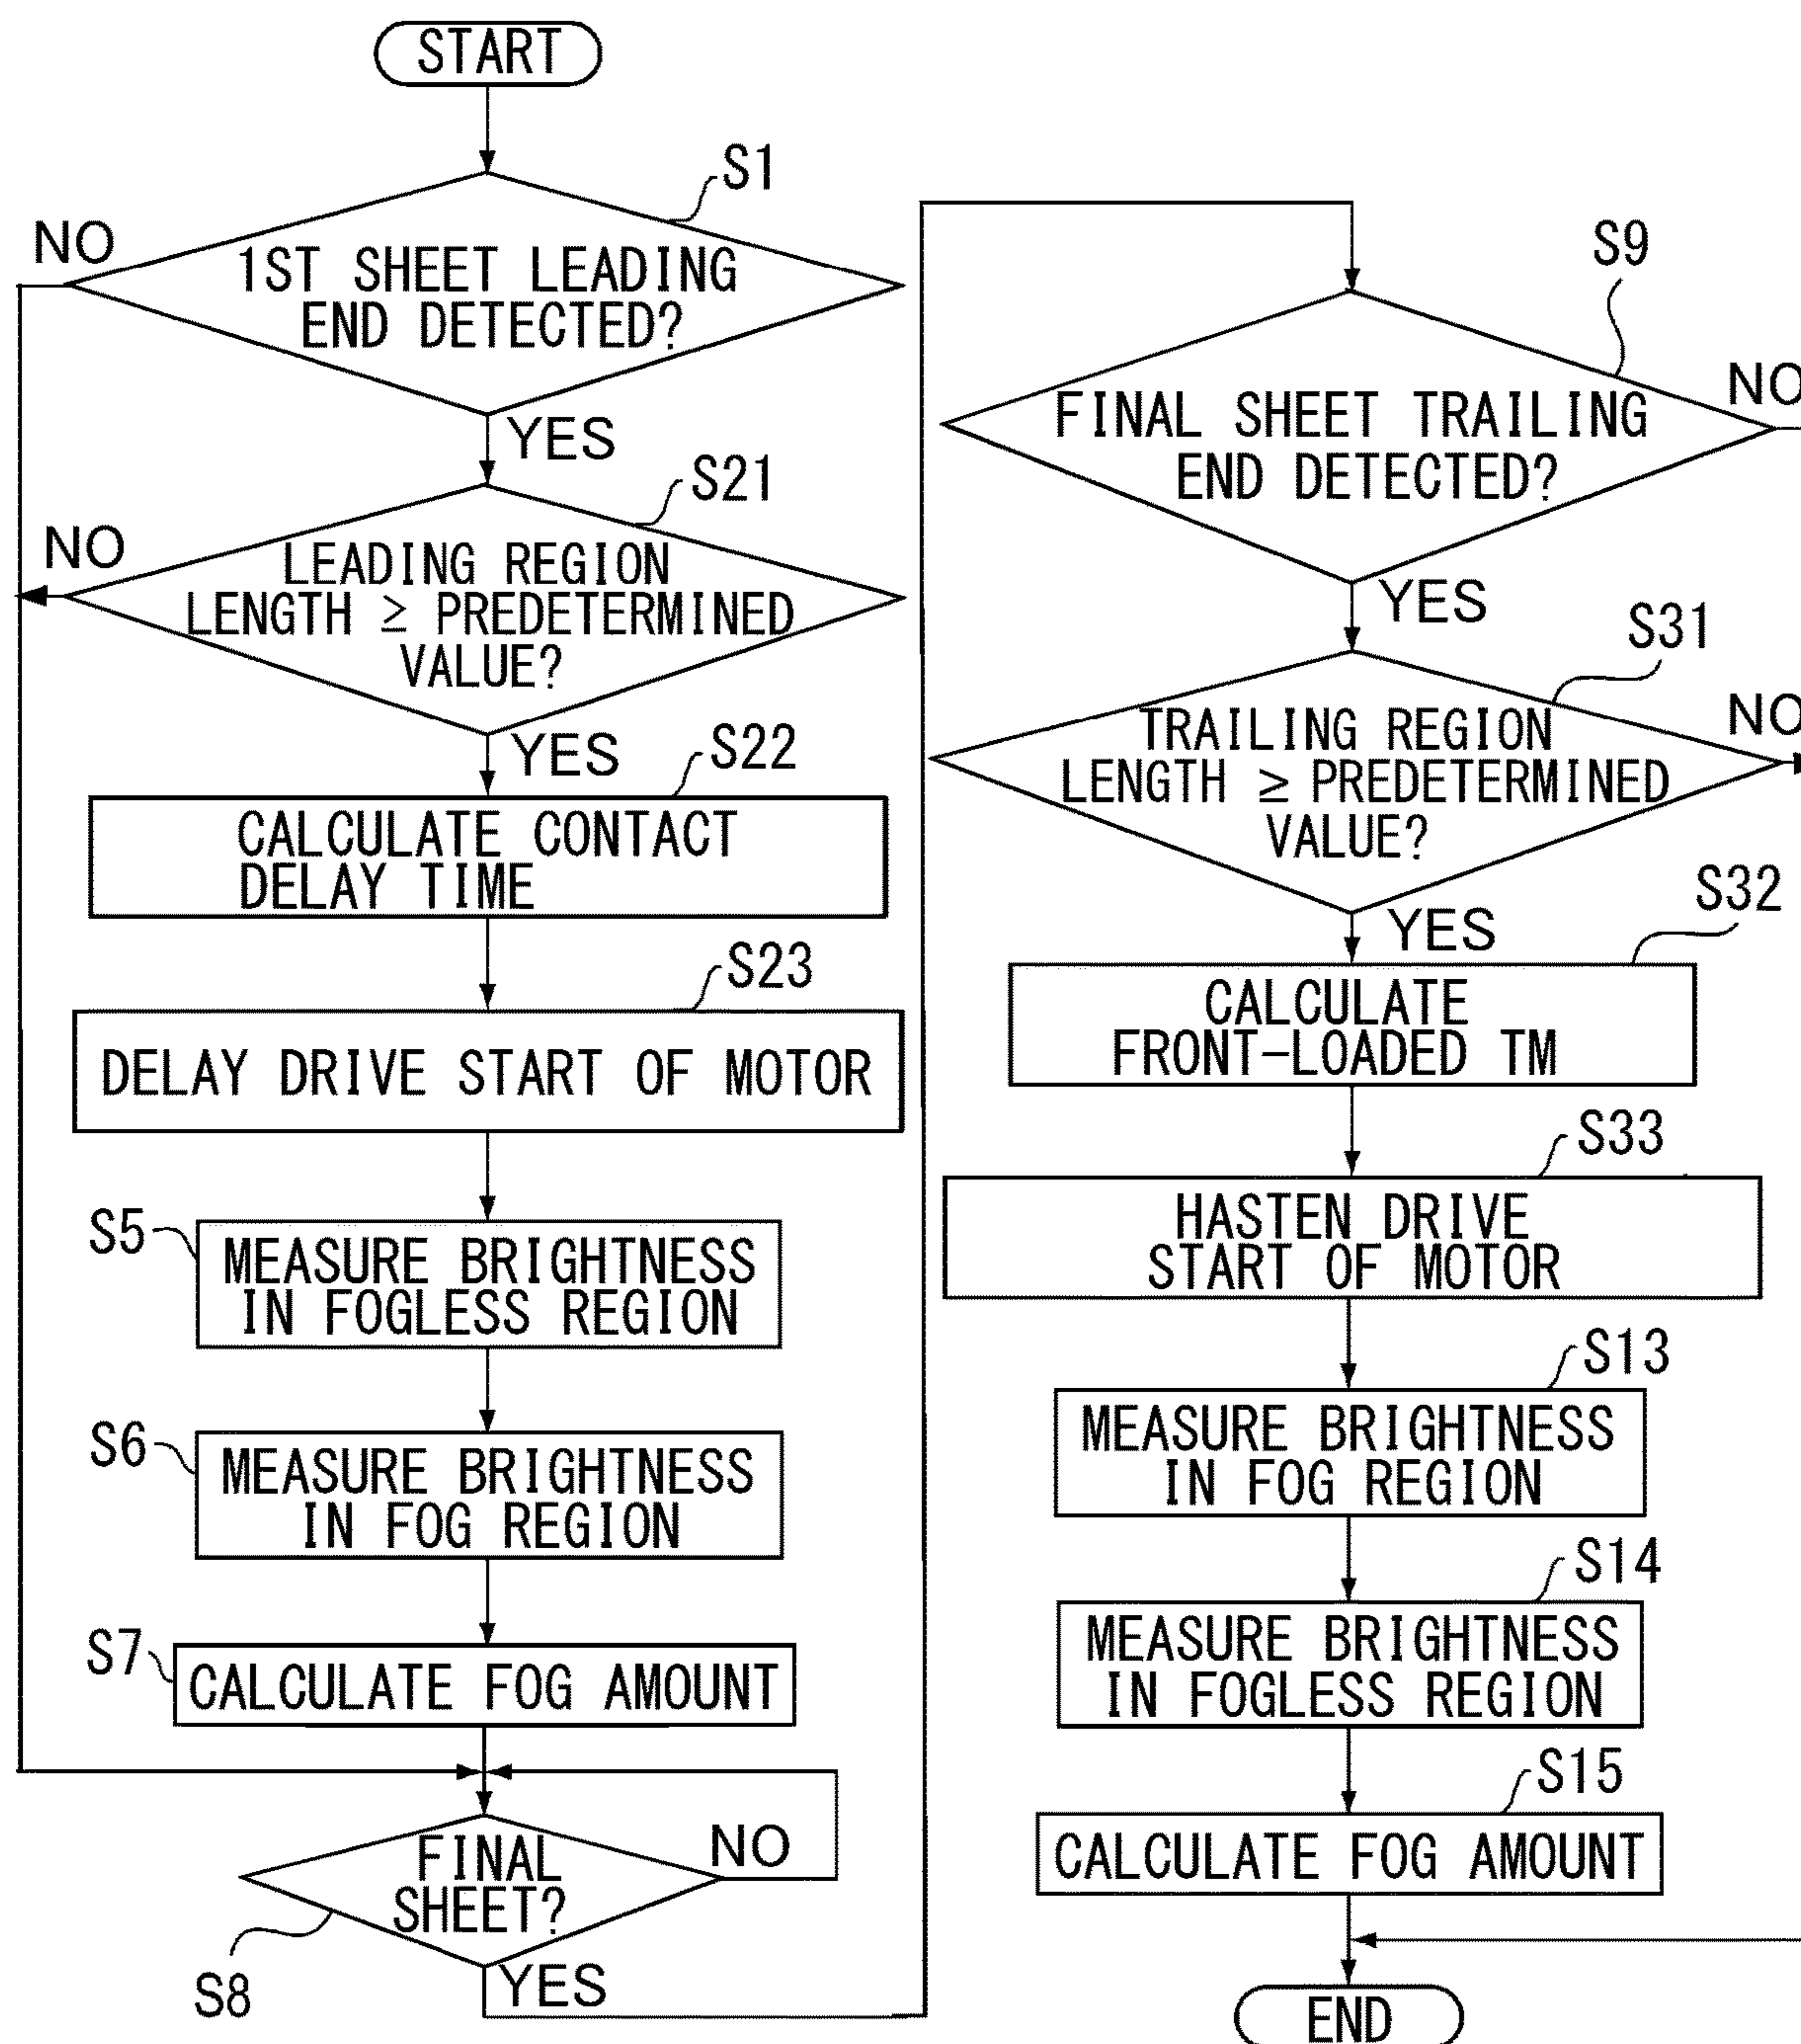 START
S1
NO
1ST SHEET LEADING
END DETECTED?
YES
S21
NO
LEADING REGION
LENGTH ≥ PREDETERMINED
VALUE?
YES
S22
CALCULATE CONTACT
DELAY TIME
S23
DELAY DRIVE START OF MOTOR
S5
MEASURE BRIGHTNESS
IN FOGLESS REGION
S6
MEASURE BRIGHTNESS
IN FOG REGION
S7
CALCULATE FOG AMOUNT
FINAL
SHEET?
NO
S8
YES
S9
NO
FINAL SHEET TRAILING
END DETECTED?
YES
S31
NO
TRAILING REGION
LENGTH ≥ PREDETERMINED
VALUE?
YES
S32
CALCULATE
FRONT-LOADED TM
S33
HASTEN DRIVE
START OF MOTOR
S13
MEASURE BRIGHTNESS
IN FOG REGION
S14
MEASURE BRIGHTNESS
IN FOGLESS REGION
S15
CALCULATE FOG AMOUNT
END